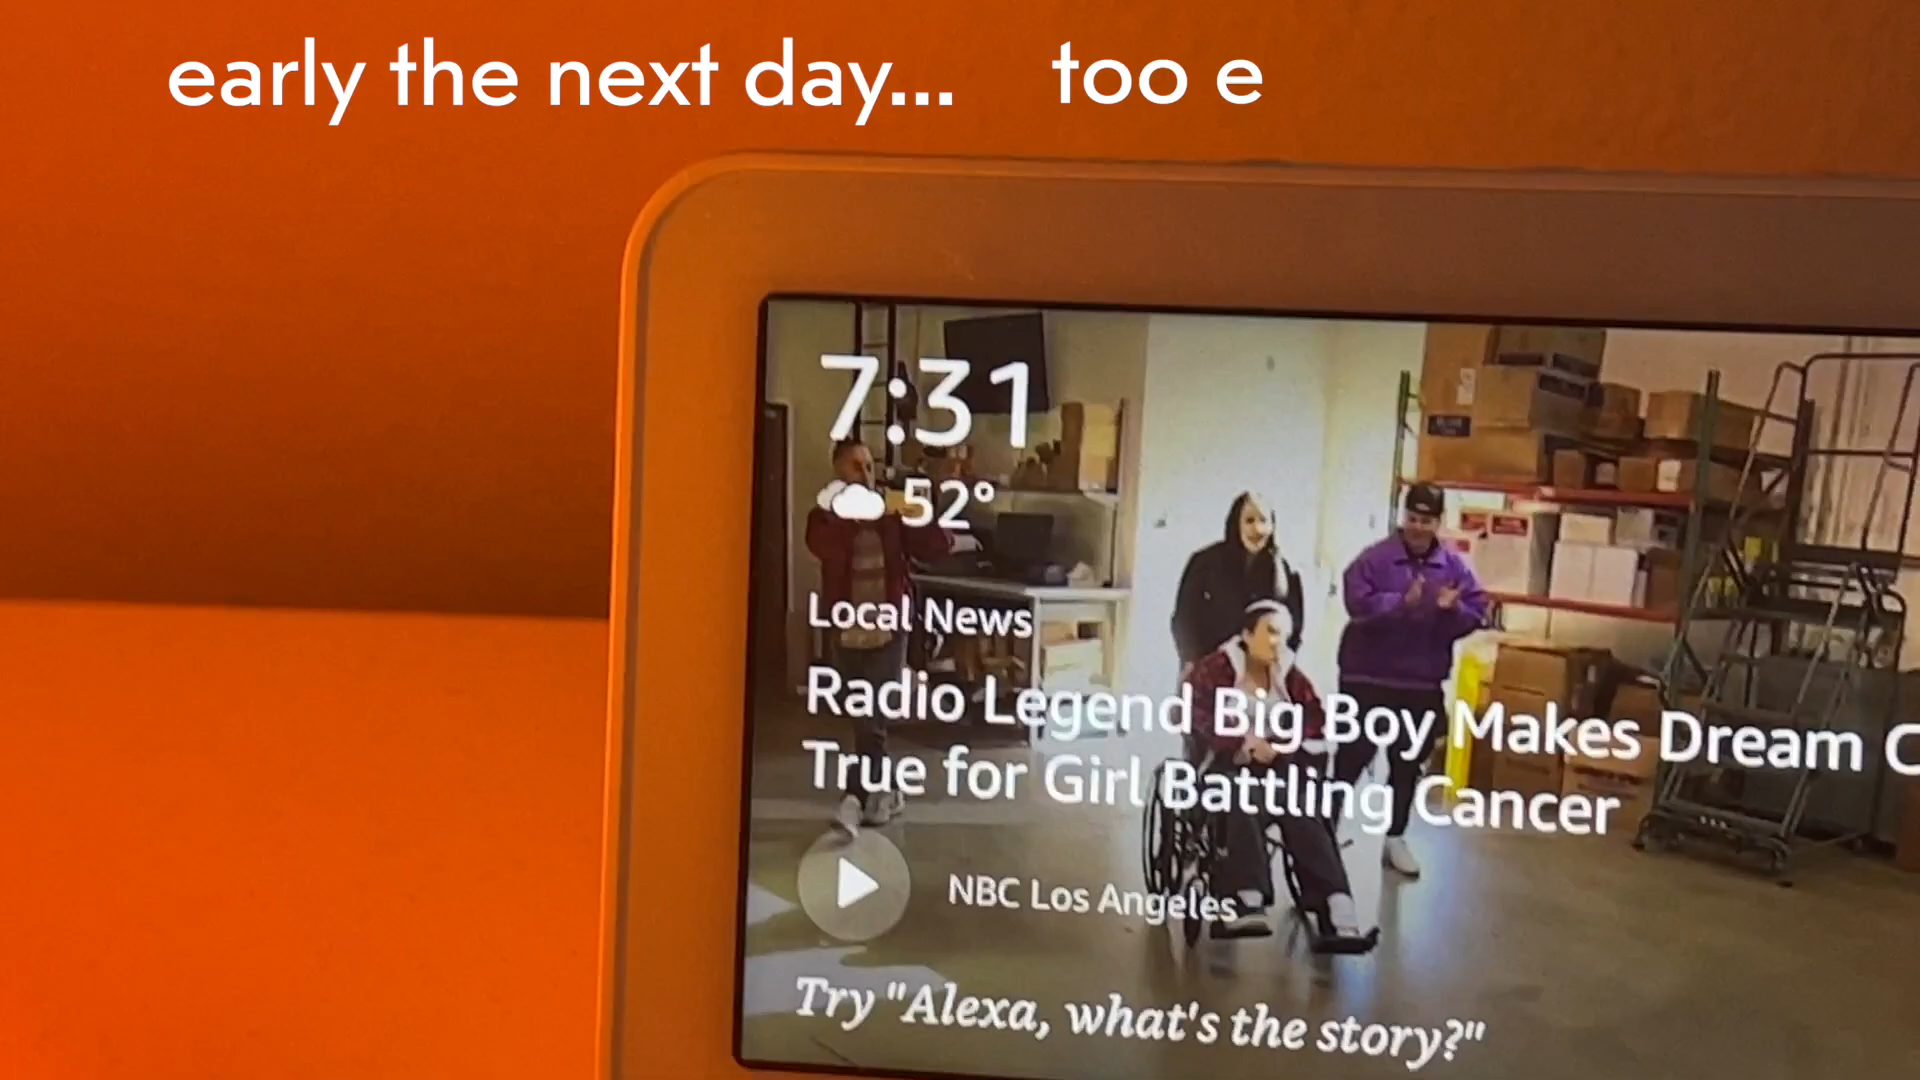 early the next day... too e
7:31
52°
Local News
Radio Legend Big Boy Makes Dream C
True for Girl Battling Cancer
NBC Los Angeles
Try "Alexa, what's the story?"